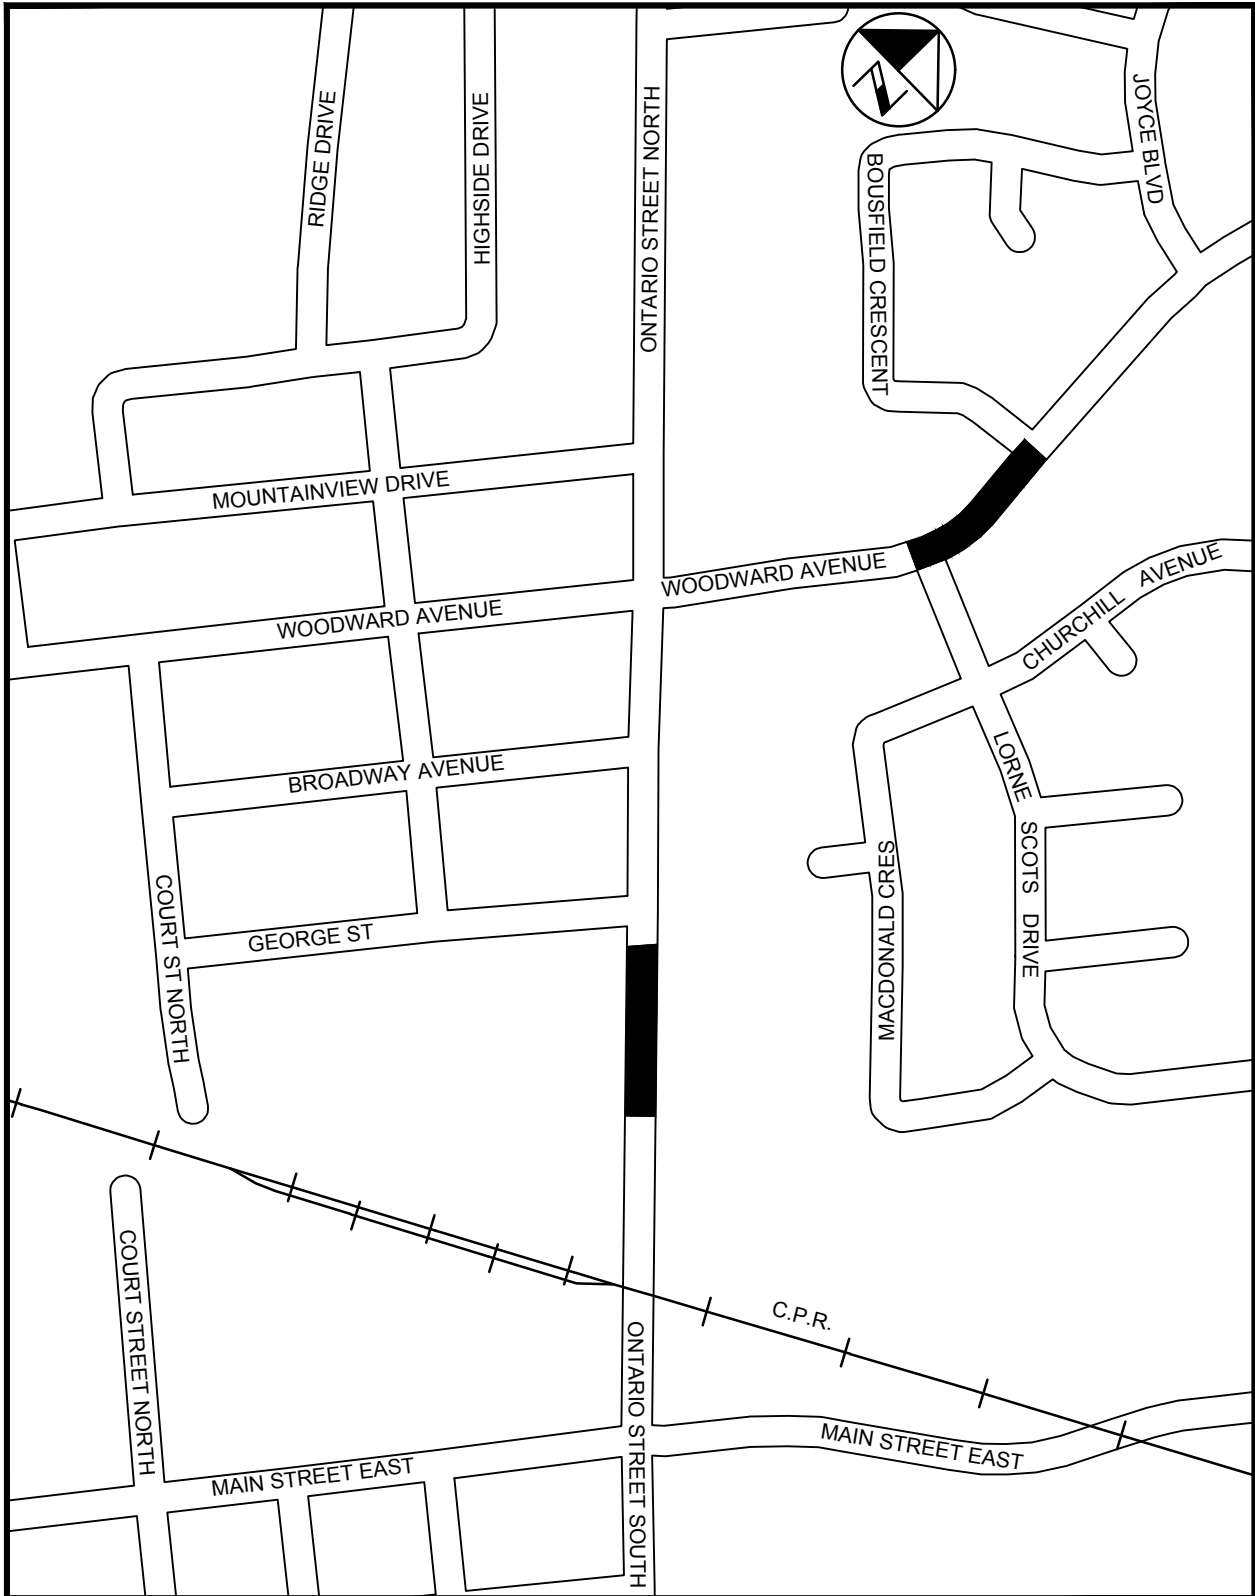 RIDGE DRIVE
HIGHSIDE DRIVE
ONTARIO STREET NORTH
N
JOYCE BLVD
BOUSFIELD CRESCENT
MOUNTAINVIEW DRIVE
WOODWARD AVENUE
WOODWARD AVENUE
CHURCHILL AVENUE
BROADWAY AVENUE
LORNE SCOTS DRIVE
MACDONALD CRES
COURT ST NORTH
GEORGE ST
COURT STREET NORTH
C.P.R.
ONTARIO STREET SOUTH
MAIN STREET EAST
MAIN STREET EAST